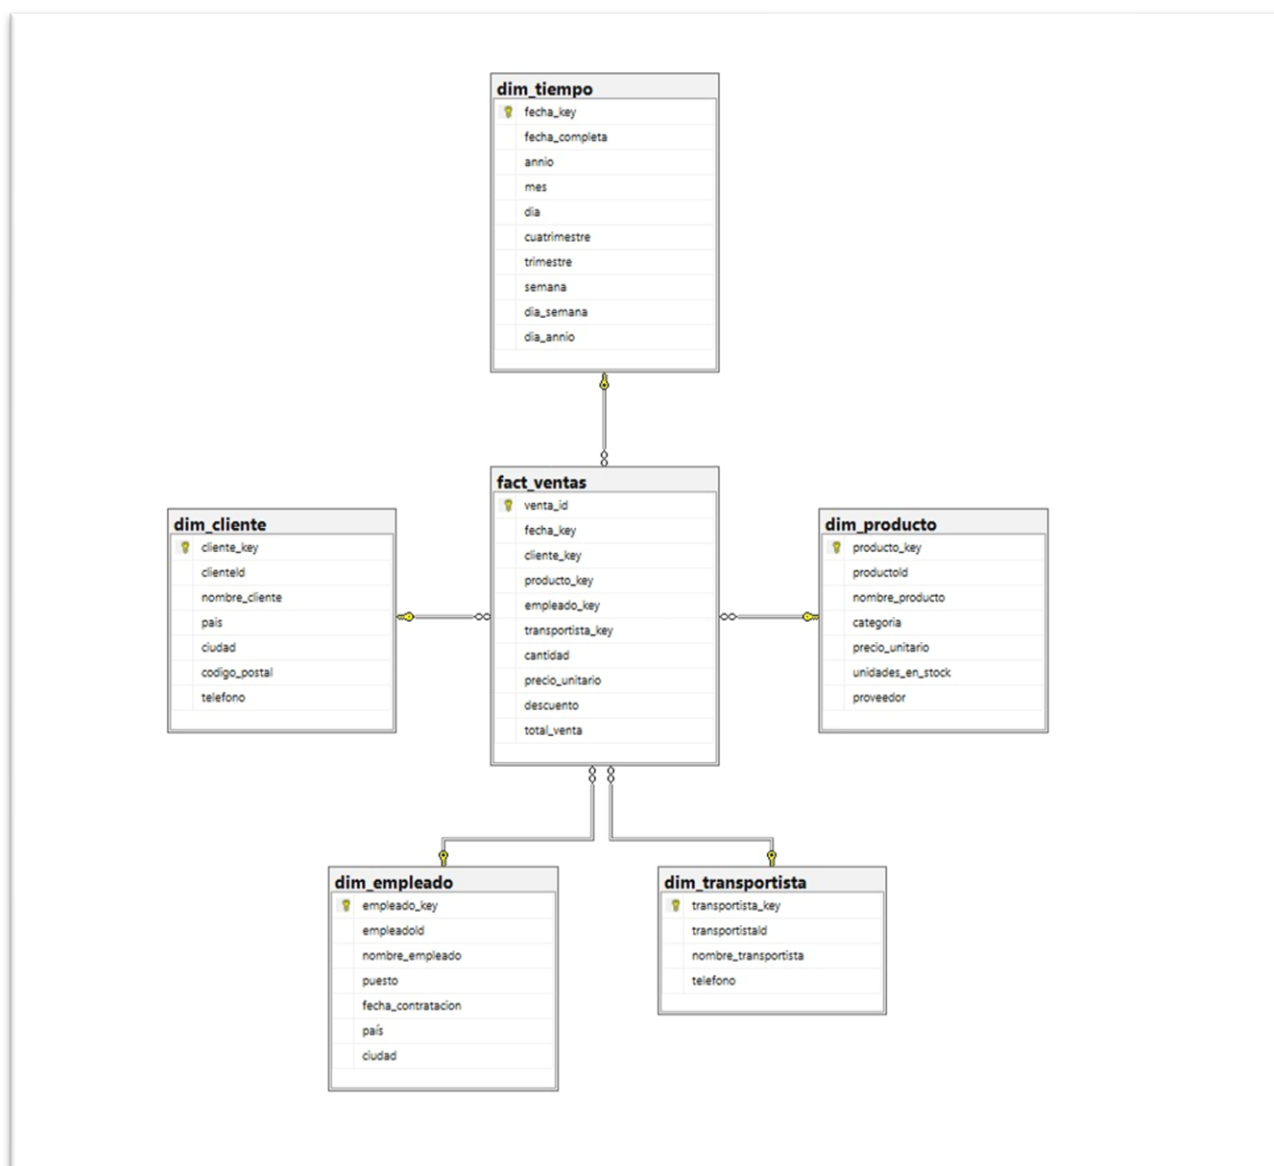 dim_tiempo
fecha_key
fecha_completa
annio
mes
dia
cuatrimestre
trimestre
semana
dia_semana
dia_annio
fact_ventas
venta_id
fecha_key
cliente_key
producto_key
empleado_key
transportista_key
cantidad
precio_unitario
descuento
total_venta
dim_cliente
cliente_key
clienteId
nombre_cliente
pais
ciudad
codigo_postal
telefono
dim_producto
producto_key
productoId
nombre_producto
categoria
precio_unitario
unidades_en_stock
proveedor
dim_empleado
empleado_key
empleadoId
nombre_empleado
puesto
fecha_contratacion
país
ciudad
dim_transportista
transportista_key
transportistaId
nombre_transportista
telefono